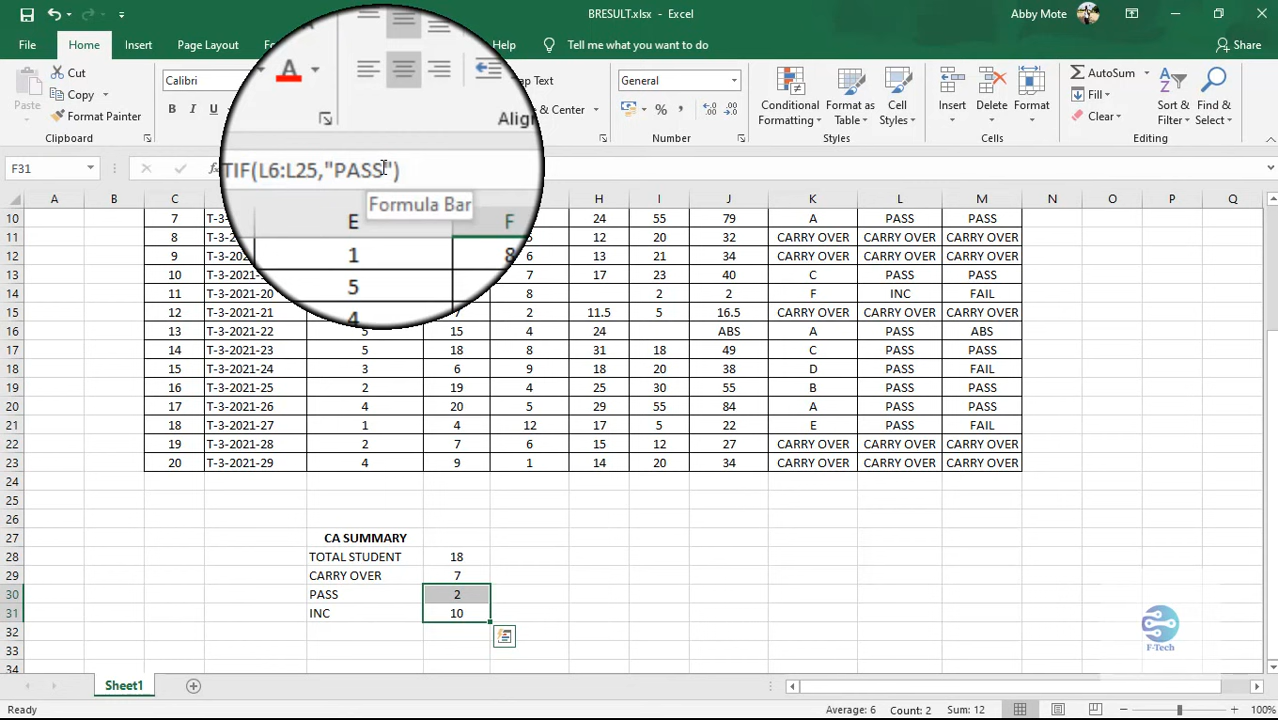 BRESULT.xlsx - Excel
Abby Mote
File Home Insert Page Layout Help Tell me what you want to do Share
Cut
Copy
Format Painter
Paste
Clipboard
Calibri
B I U
A
Wrap Text
& Center
General
% ,
Conditional Formatting
Format as Table
Cell Styles
Insert
Delete
Format
AutoSum
Fill
Clear
Sort & Filter
Find & Select
Number Styles Cells Editing
F31
TIF(L6:L25,"PASS")
Formula Bar
A B C E F H I J K L M N O P Q
10 7 24 55 79 A PASS PASS
11 8 12 20 32 CARRY OVER CARRY OVER CARRY OVER
12 9 1 8 6 13 21 34 CARRY OVER CARRY OVER CARRY OVER
13 10 5 7 17 23 40 C PASS PASS
14 11 T-3-2021-20 4 8 2 2 F INC FAIL
15 12 T-3-2021-21 7 2 11.5 5 16.5 CARRY OVER CARRY OVER CARRY OVER
16 13 T-3-2021-22 5 15 4 24 ABS A PASS ABS
17 14 T-3-2021-23 5 18 8 31 18 49 C PASS PASS
18 15 T-3-2021-24 3 6 9 18 20 38 D PASS FAIL
19 16 T-3-2021-25 2 19 4 25 30 55 B PASS PASS
20 17 T-3-2021-26 4 20 5 29 55 84 A PASS PASS
21 18 T-3-2021-27 1 4 12 17 5 22 E PASS FAIL
22 19 T-3-2021-28 2 7 6 15 12 27 CARRY OVER CARRY OVER CARRY OVER
23 20 T-3-2021-29 4 9 1 14 20 34 CARRY OVER CARRY OVER CARRY OVER
24
25
26
27 CA SUMMARY
28 TOTAL STUDENT 18
29 CARRY OVER 7
30 PASS 2
31 INC 10
32
33
34
F-Tech
Sheet1
Average: 6 Count: 2 Sum: 12 100%